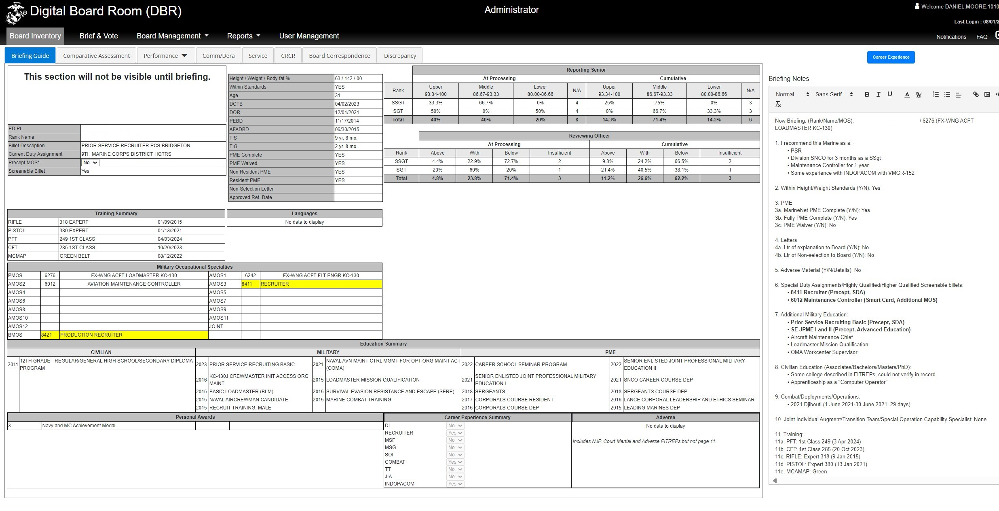 Digital Board Room (DBR)
Administrator
Welcome DANIEL.MOORE.1010
Last Login : 08/01/2
Board Inventory Brief & Vote Board Management Reports User Management
Notifications FAQ
Briefing Guide Comparative Assessment Performance Comm/Dera Service CRCR Board Correspondence Discrepancy
Career Experience
This section will not be visible until briefing.
EDIPI
Rank Name
Billet Description PRIOR SERVICE RECRUITER PCS BRIDGETON
Current Duty Assignment 9TH MARINE CORPS DISTRICT HQTRS
Precept MOS* No
Screenable Billet Yes
Height / Weight / Body fat % 63 / 142 / 00
Within Standards YES
Age 31
DCTB 04/02/2023
DOR 12/01/2021
PEBD 11/17/2014
AFADBD 06/30/2015
TIS 9 yr. 8 mo.
TIG 2 yr. 8 mo.
PME Complete YES
PME Waived YES
Non Resident PME YES
Resident PME YES
Non-Selection Letter
Approved Ret. Date
Reporting Senior
At Processing Cumulative
Rank Upper 93.34-100 Middle 86.67-93.33 Lower 80.00-86.66 N/A Upper 93.34-100 Middle 86.67-93.33 Lower 80.00-86.66 N/A
SSGT 33.3% 66.7% 0% 4 25% 75% 0% 3
SGT 50% 0% 50% 4 0% 66.7% 33.3% 3
Total 40% 40% 20% 8 14.3% 71.4% 14.3% 6
Reviewing Officer
At Processing Cumulative
Rank Above With Below Insufficient Above With Below Insufficient
SSGT 4.4% 22.9% 72.7% 2 9.3% 24.2% 66.5% 2
SGT 20% 60% 20% 1 21.4% 40.5% 38.1% 1
Total 4.8% 23.8% 71.4% 3 11.2% 26.6% 62.2% 3
Training Summary
RIFLE 318 EXPERT 01/09/2015
PISTOL 380 EXPERT 01/13/2021
PFT 249 1ST CLASS 04/03/2024
CFT 285 1ST CLASS 10/20/2023
MCMAP GREEN BELT 08/12/2022
Languages
No data to display
Military Occupational Specialties
PMOS 6276 FX-WNG ACFT LOADMASTER KC-130 AMOS1 6242 FX-WNG ACFT FLT ENGR KC-130
AMOS2 6012 AVIATION MAINTENANCE CONTROLLER AMOS3 8411 RECRUITER
AMOS4 AMOS5
AMOS6 AMOS7
AMOS8 AMOS9
AMOS10 AMOS11
AMOS12 JOINT
BMOS 8421 PRODUCTION RECRUITER
Education Summary
CIVILIAN MILITARY PME
2011 12TH GRADE - REGULAR/GENERAL HIGH SCHOOL/SECONDARY DIPLOMA
PROGRAM
2023 PRIOR SERVICE RECRUITING BASIC 2021 NAVAL AVN MAINT CTRL MGMT FOR OPT ORG MAINT ACT
(OOMA)
2016 KC-130J CREWMASTER INIT ACCESS ORG
MAINT
2015 LOADMASTER MISSION QUALIFICATION
2015 BASIC LOADMASTER (BLM) 2015 SURVIVAL EVASION RESISTANCE AND ESCAPE (SERE)
2015 NAVAL AIRCREWMAN CANDIDATE 2015 MARINE COMBAT TRAINING
2015 RECRUIT TRAINING, MALE
2022 CAREER SCHOOL SEMINAR PROGRAM 2022 SENIOR ENLISTED JOINT PROFESSIONAL MILITARY
EDUCATION II
2021 SENIOR ENLISTED JOINT PROFESSIONAL MILITARY
EDUCATION I
2021 SNCO CAREER COURSE DEP
2018 SERGEANTS 2018 SERGEANTS COURSE DEP
2017 CORPORALS COURSE RESIDENT 2016 LANCE CORPORAL LEADERSHIP AND ETHICS SEMINAR
2016 CORPORALS COURSE DEP 2015 LEADING MARINES DEP
Personal Awards
3 Navy and MC Achievement Medal
Career Experience Summary
DI No
RECRUITER Yes
MSF No
MSG No
SOI No
COMBAT Yes
TT No
JIA No
INDOPACOM Yes
Adverse
No data to display
Includes NJP, Court Martial and Adverse FITREPs but not page 11.
Briefing Notes
Normal Sans Serif B I U A A
Now Briefing: (Rank/Name/MOS): / 6276 (FX-WNG ACFT
LOADMASTER KC-130)
1. I recommend this Marine as a:
• PSR
• Division SNCO for 3 months as a SSgt
• Maintenance Controller for 1 year
• Some experience with INDOPACOM with VMGR-152
2. Within Height/Weight Standards (Y/N): Yes
3. PME
3a. MarineNet PME Complete (Y/N): Yes
3b. Fully PME Complete (Y/N): Yes
3c. PME Waiver (Y/N): No
4. Letters
4a. Ltr of explanation to Board (Y/N): No
4b. Ltr of Non-selection to Board (Y/N): No
5. Adverse Material (Y/N/Details): No
6. Special Duty Assignments/Highly Qualified/Higher Qualified Screenable billets:
• 8411 Recruiter (Precept, SDA)
• 6012 Maintenance Controller (Smart Card, Additional MOS)
7. Additional Military Education:
• Prior Service Recruiting Basic (Precept, SDA)
• SE JPME I and II (Precept, Advanced Education)
• Aircraft Maintenance Chief
• Loadmaster Mission Qualification
• OMA Workcenter Supervisor
8. Civilian Education (Associates/Bachelors/Masters/PhD):
• Some college described in FITREPs, could not verify in record
• Apprenticeship as a "Computer Operator"
9. Combat/Deployments/Operations:
• 2021 Djibouti (1 June 2021-30 June 2021, 29 days)
10. Joint Individual Augment/Transition Team/Special Operation Capability Specialist: None
11. Training:
11a. PFT: 1st Class 249 (3 Apr 2024)
11b. CFT: 1st Class 285 (20 Oct 2023)
11c. RIFLE: Expert 318 (9 Jan 2015)
11d. PISTOL: Expert 380 (13 Jan 2021)
11e. MCAMAP: Green